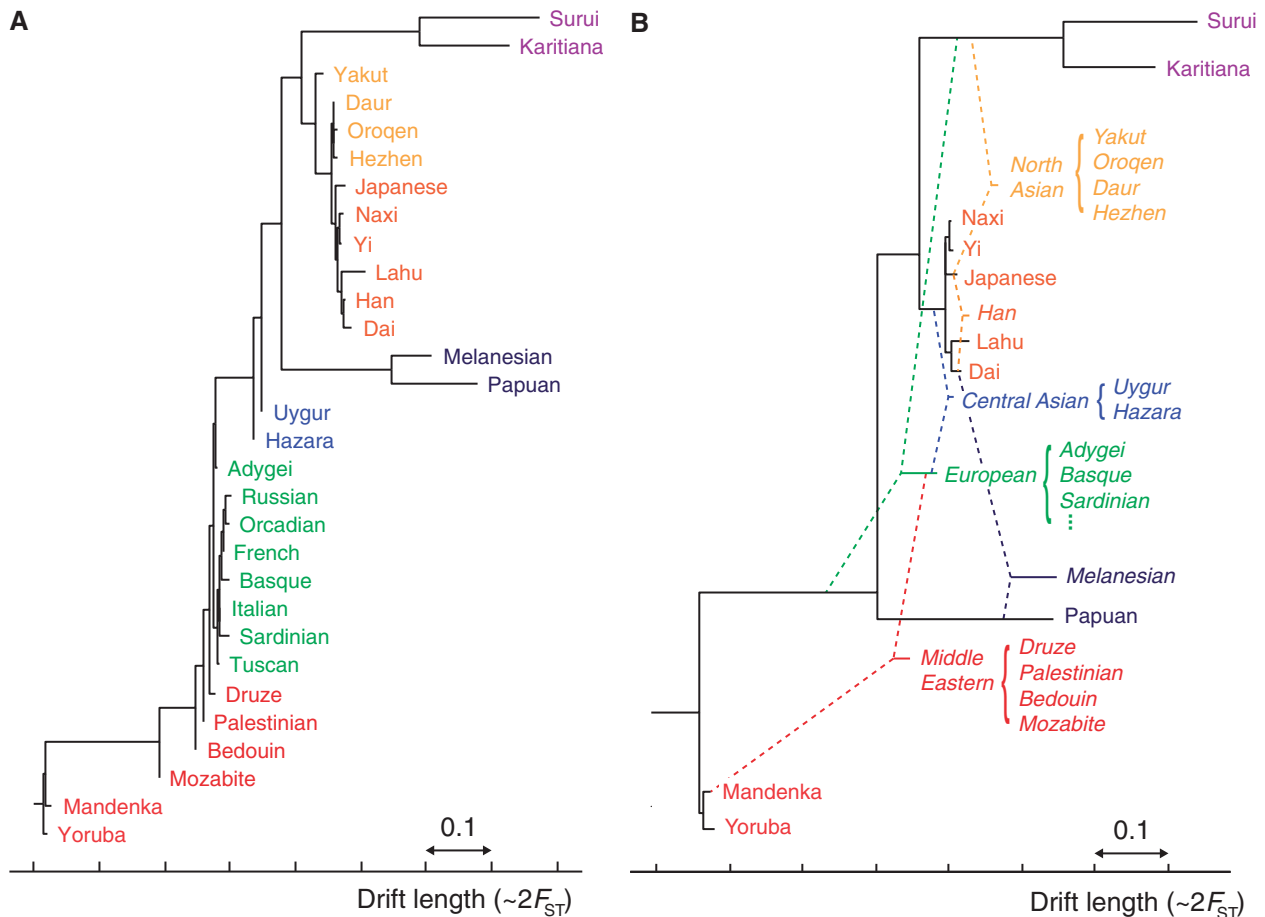 A
Surui
Karitiana
Yakut
Daur
Oroqen
Hezhen
Japanese
Naxi
Yi
Lahu
Han
Dai
Melanesian
Papuan
Uygur
Hazara
Adygei
Russian
Orcadian
French
Basque
Italian
Sardinian
Tuscan
Druze
Palestinian
Bedouin
Mozabite
Mandenka
Yoruba
0.1
Drift length (~2F_ST)
B
Surui
Karitiana
North
Asian
Yakut
Oroqen
Daur
Hezhen
Naxi
Yi
Japanese
Han
Lahu
Dai
Central Asian
Uygur
Hazara
European
Adygei
Basque
Sardinian
Melanesian
Papuan
Middle
Eastern
Druze
Palestinian
Bedouin
Mozabite
Mandenka
Yoruba
0.1
Drift length (~2F_ST)